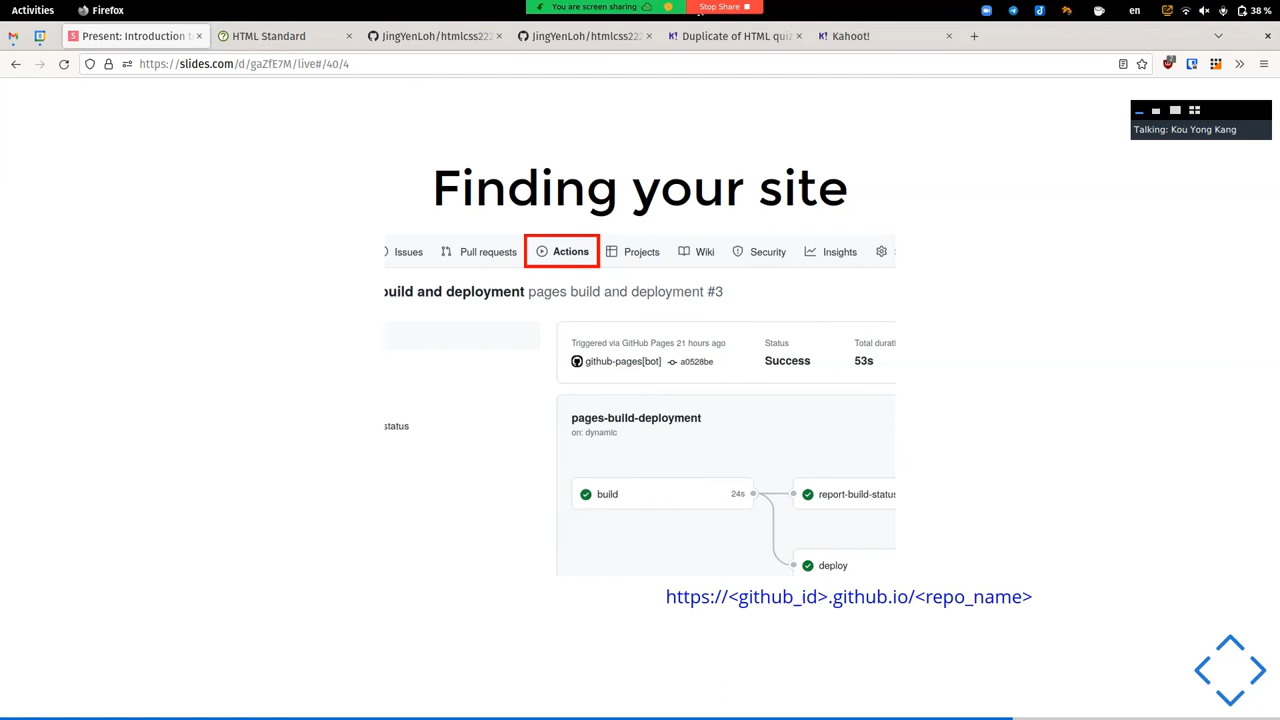 Activities
Firefox
You are screen sharing
Stop Share
en
38 %
Present: Introduction t
HTML Standard
JingYenLoh/htmlcss222
JingYenLoh/htmlcss222
Duplicate of HTML qui
Kahoot!
https://slides.com/d/gaZfE7M/live#/40/4
Talking: Kou Yong Kang
Finding your site
Issues
Pull requests
Actions
Projects
Wiki
Security
Insights
build and deployment pages build and deployment #3
Triggered via GitHub Pages 21 hours ago
Status
Total durati
github-pages[bot] a0528be
Success
53s
pages-build-deployment
status
on: dynamic
build
24s
report-build-status
deploy
https://<github_id>.github.io/<repo_name>